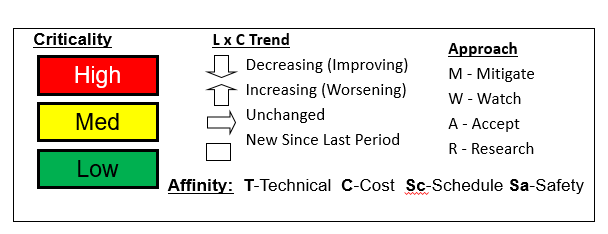 Criticality
High
Med
Low
L x C Trend
Decreasing (Improving)
Increasing (Worsening)
Unchanged
New Since Last Period
Approach
M - Mitigate
W - Watch
A - Accept
R - Research
Affinity: T-Technical C-Cost Sc-Schedule Sa-Safety